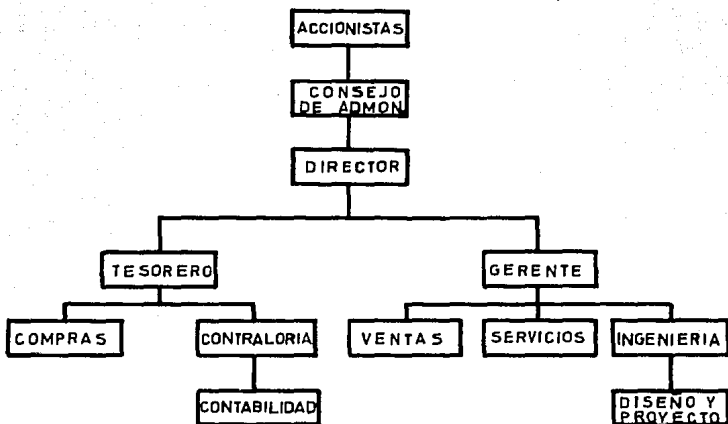 ACCIONISTAS
CONSEJO
DE ADMON
DIRECTOR
TESORERO
GERENTE
COMPRAS
CONTRALORIA
VENTAS
SERVICIOS
INGENIERIA
CONTABILIDAD
DISENO Y
PROYECTO